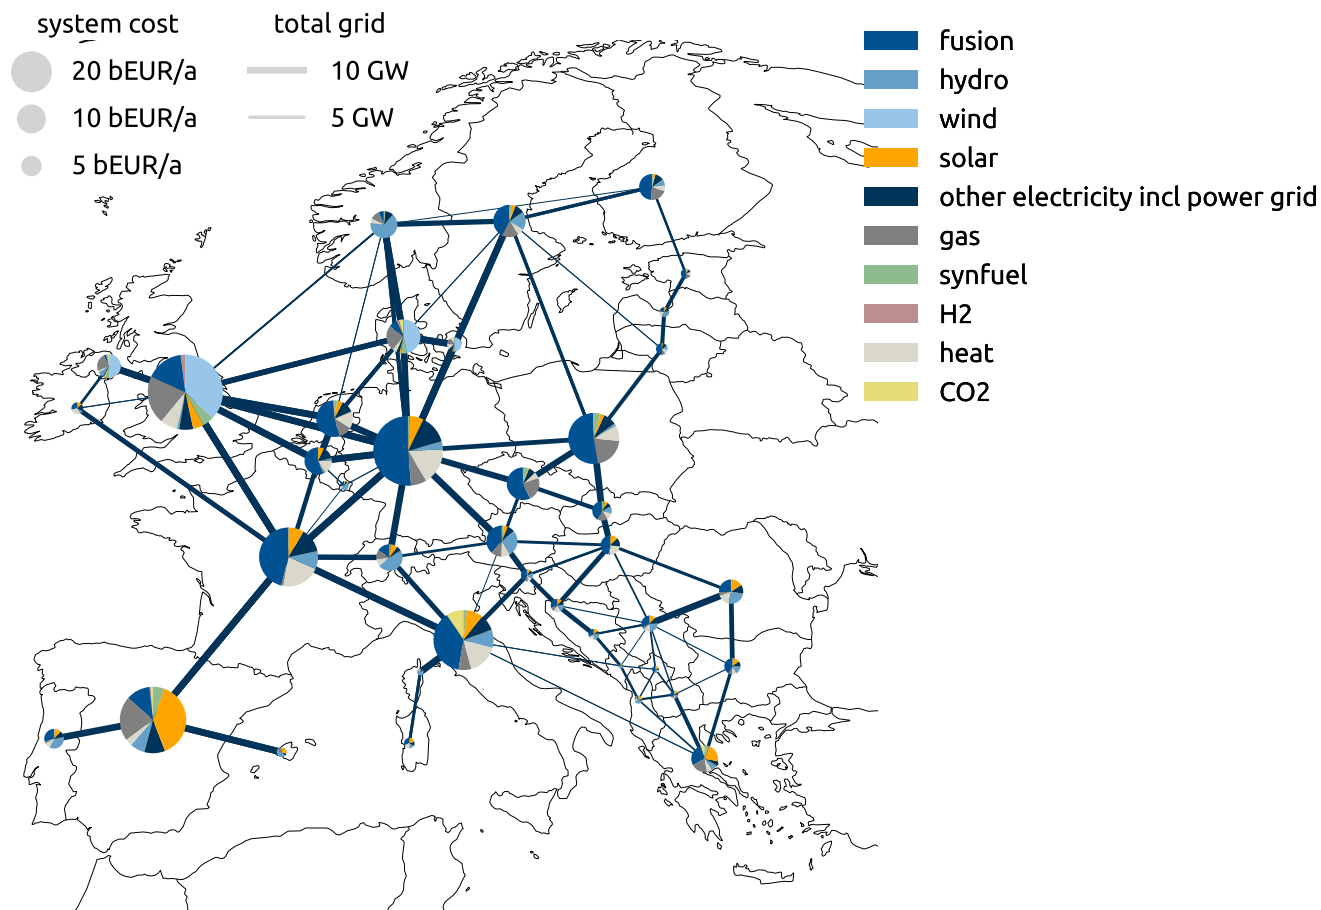 system cost
20 bEUR/a
10 bEUR/a
5 bEUR/a
total grid
10 GW
5 GW
fusion
hydro
wind
solar
other electricity incl power grid
gas
synfuel
H2
heat
CO2